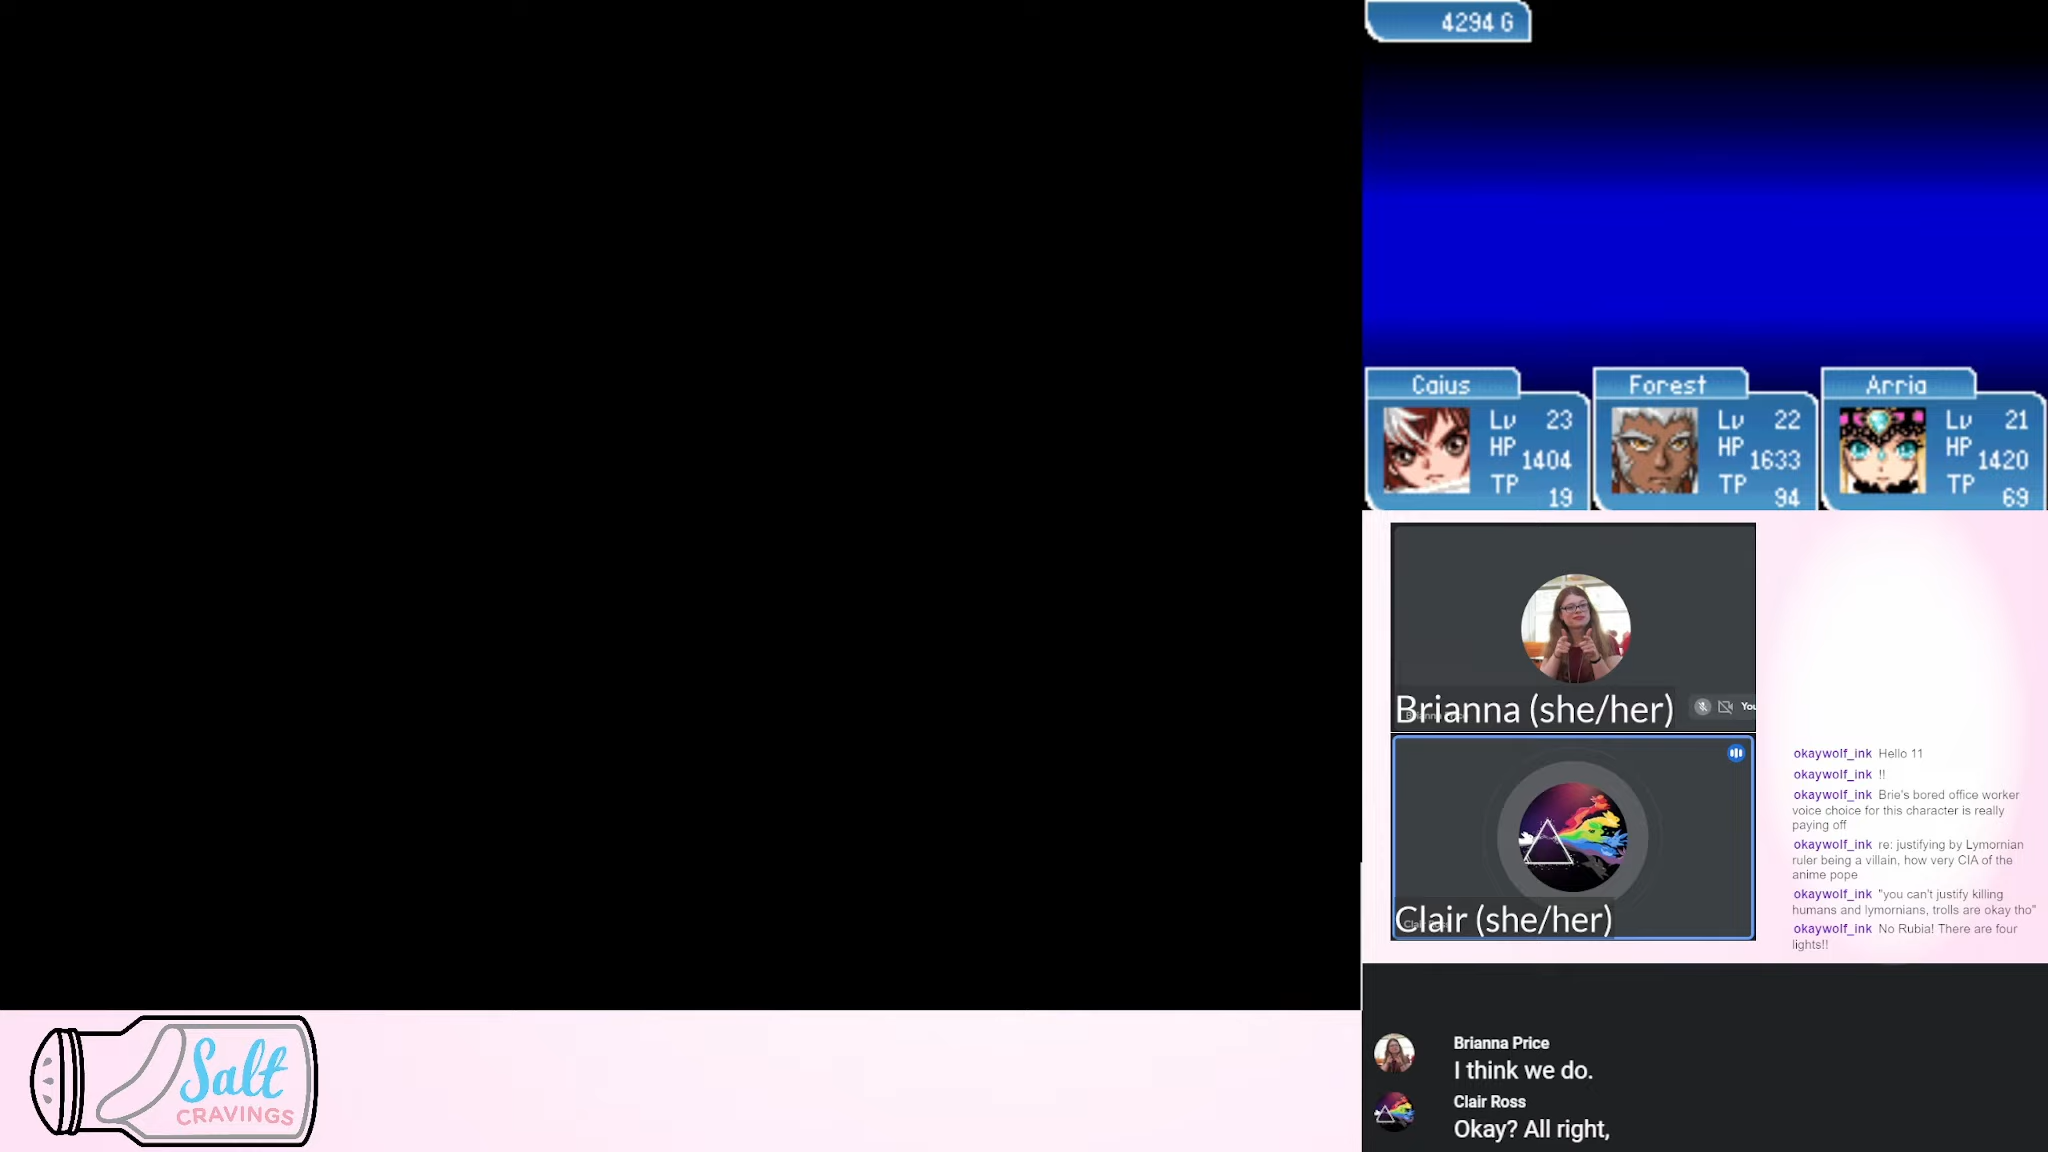 4294 G
Caius
Lv 23
HP 1404
TP 19
Forest
Lv 22
HP 1633
TP 94
Arria
Lv 21
HP 1420
TP 69
Brianna (she/her)
You
Clair (she/her)
okaywolf_ink Hello 11
okaywolf_ink !!
okaywolf_ink Brie's bored office worker
voice choice for this character is really
paying off
okaywolf_ink re: justifying by Lymornian
ruler being a villain, how very CIA of the
anime pope
okaywolf_ink "you can't justify killing
humans and lymornians, trolls are okay tho"
okaywolf_ink No Rubia! There are four
lights!!
Brianna Price
I think we do.
Clair Ross
Okay? All right,
Salt
CRAVINGS